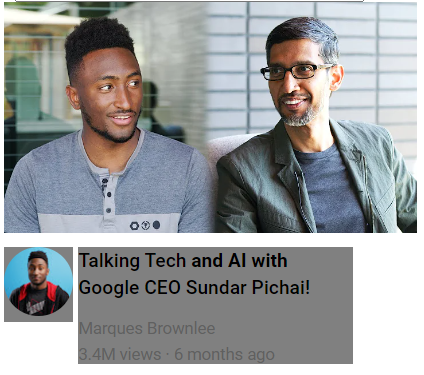 Talking Tech and AI with
Google CEO Sundar Pichai!
Marques Brownlee
3.4M views · 6 months ago